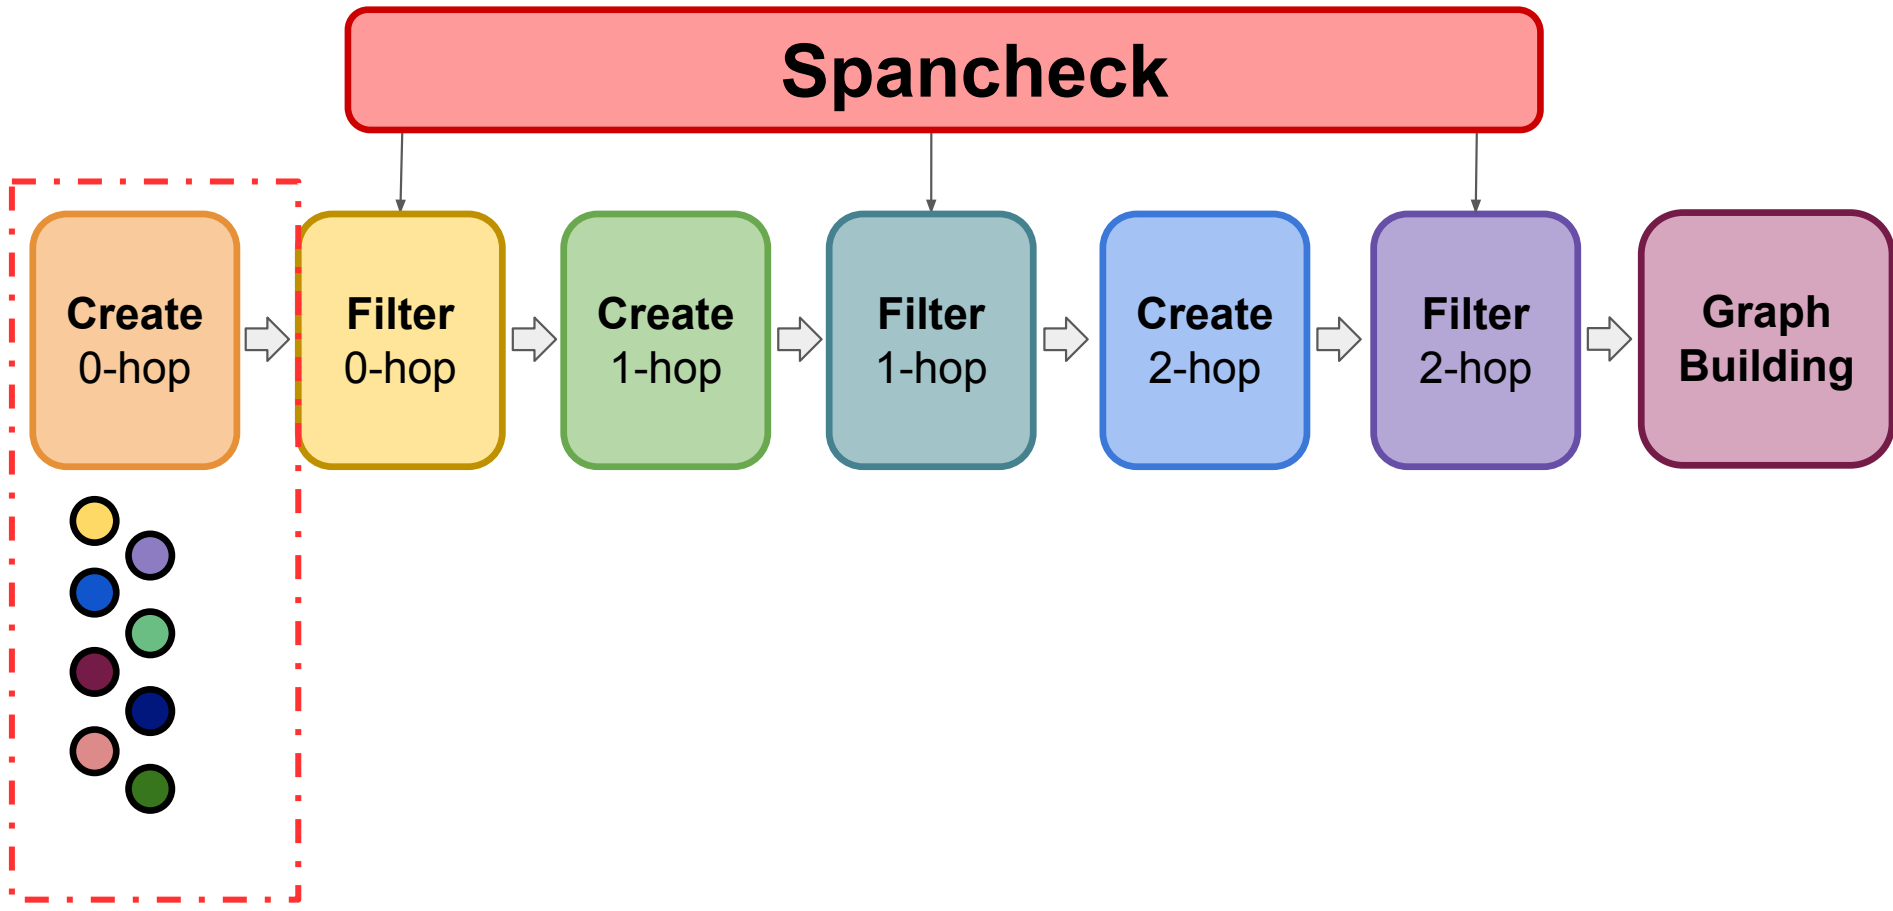 Spancheck
Create
0-hop
Filter
0-hop
Create
1-hop
Filter
1-hop
Create
2-hop
Filter
2-hop
Graph
Building